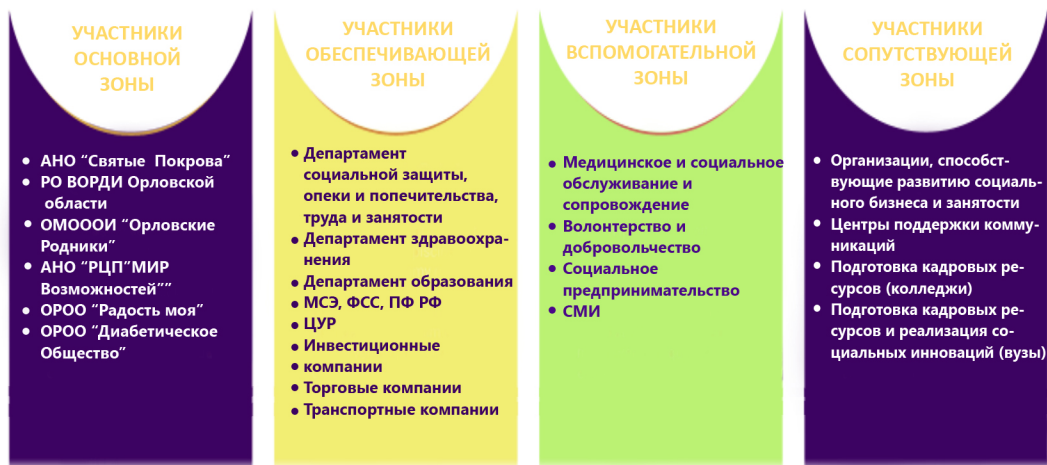 УЧАСТНИКИ
ОСНОВНОЙ
ЗОНЫ
• АНО “Святые Покрова”
• РО ВОРДИ Орловской
области
• ОМОООИ “Орловские
Родники”
• АНО “РЦП”МИР
Возможностей””
• ОРОО “Радость моя”
• ОРОО “Диабетическое
Общество”
УЧАСТНИКИ
ОБЕСПЕЧИВАЮЩЕЙ
ЗОНЫ
• Департамент
социальной защиты,
опеки и попечительства,
труда и занятости
• Департамент здравоохра-
нения
• Департамент образования
• МСЭ, ФСС, ПФ РФ
• ЦУР
• Инвестиционные
• компании
• Торговые компании
• Транспортные компании
УЧАСТНИКИ
ВСПОМОГАТЕЛЬНОЙ
ЗОНЫ
• Медицинское и социальное
обслуживание и
сопровождение
• Волонтерство и
добровольчество
• Социальное
предпринимательство
• СМИ
УЧАСТНИКИ
СОПУТСТВУЮЩЕЙ
ЗОНЫ
• Организации, способст-
вующие развитию социаль-
ного бизнеса и занятости
• Центры поддержки комму-
никаций
• Подготовка кадровых ре-
сурсов (колледжи)
• Подготовка кадровых ре-
сурсов и реализация со-
циальных инноваций (вузы)